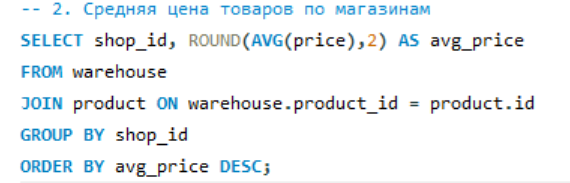 -- 2. Средняя цена товаров по магазинам
SELECT shop_id, ROUND(AVG(price),2) AS avg_price
FROM warehouse
JOIN product ON warehouse.product_id = product.id
GROUP BY shop_id
ORDER BY avg_price DESC;